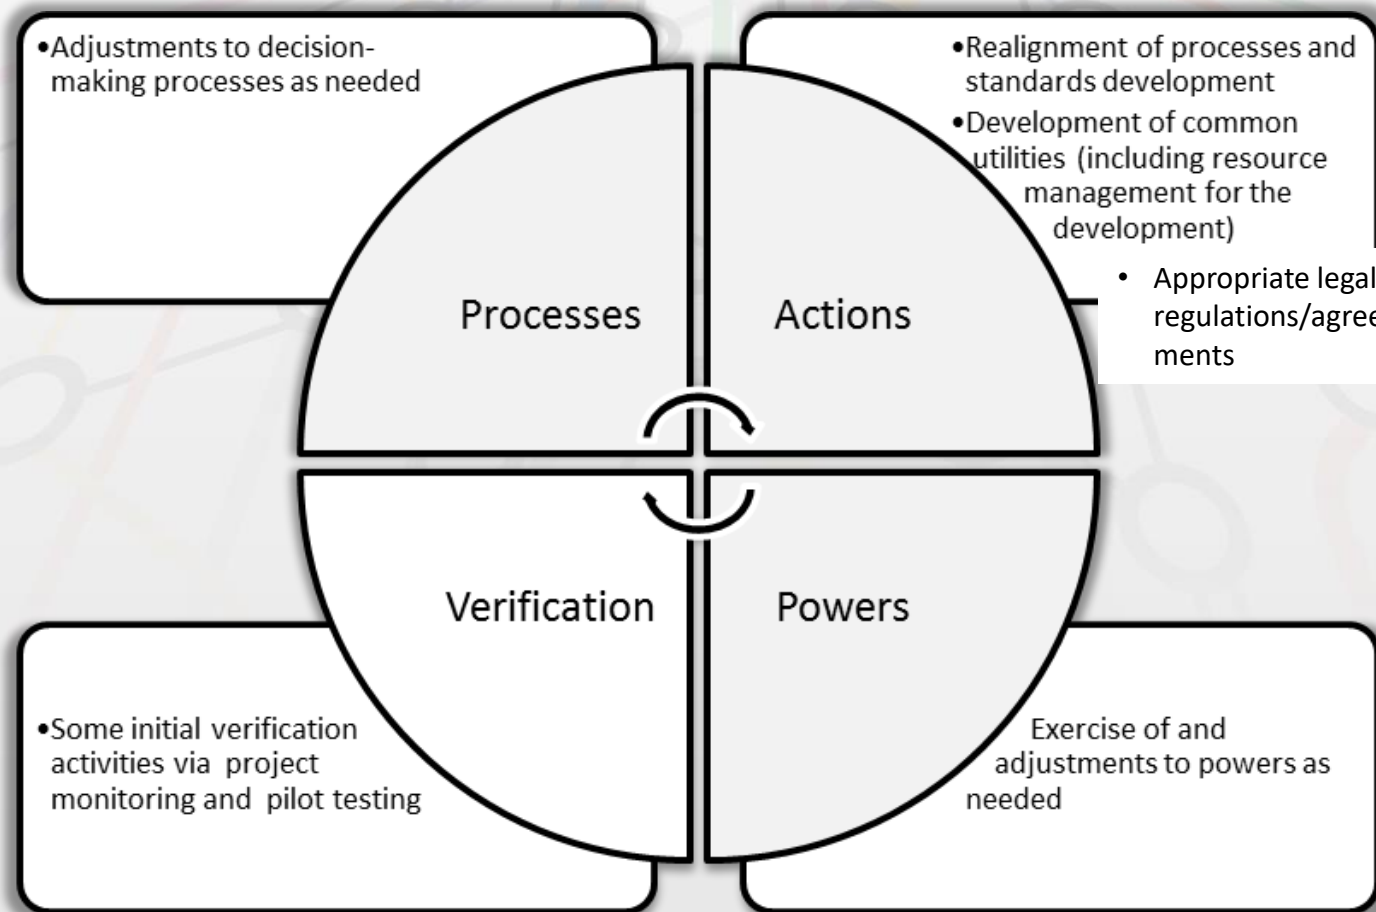 •Adjustments to decision-
making processes as needed
•Realignment of processes and
standards development
•Development of common
utilities (including resource
management for the
development)
• Appropriate legal
regulations/agree
ments
Processes
Actions
Verification
Powers
•Some initial verification
activities via project
monitoring and pilot testing
Exercise of and
adjustments to powers as
needed